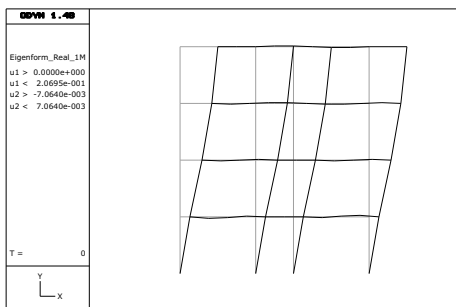 ODYN 1.40
Eigenform_Real_1M
u1 > 0.0000e+000
u1 < 2.0695e-001
u2 > -7.0640e-003
u2 < 7.0640e-003
T = 0
Y
X